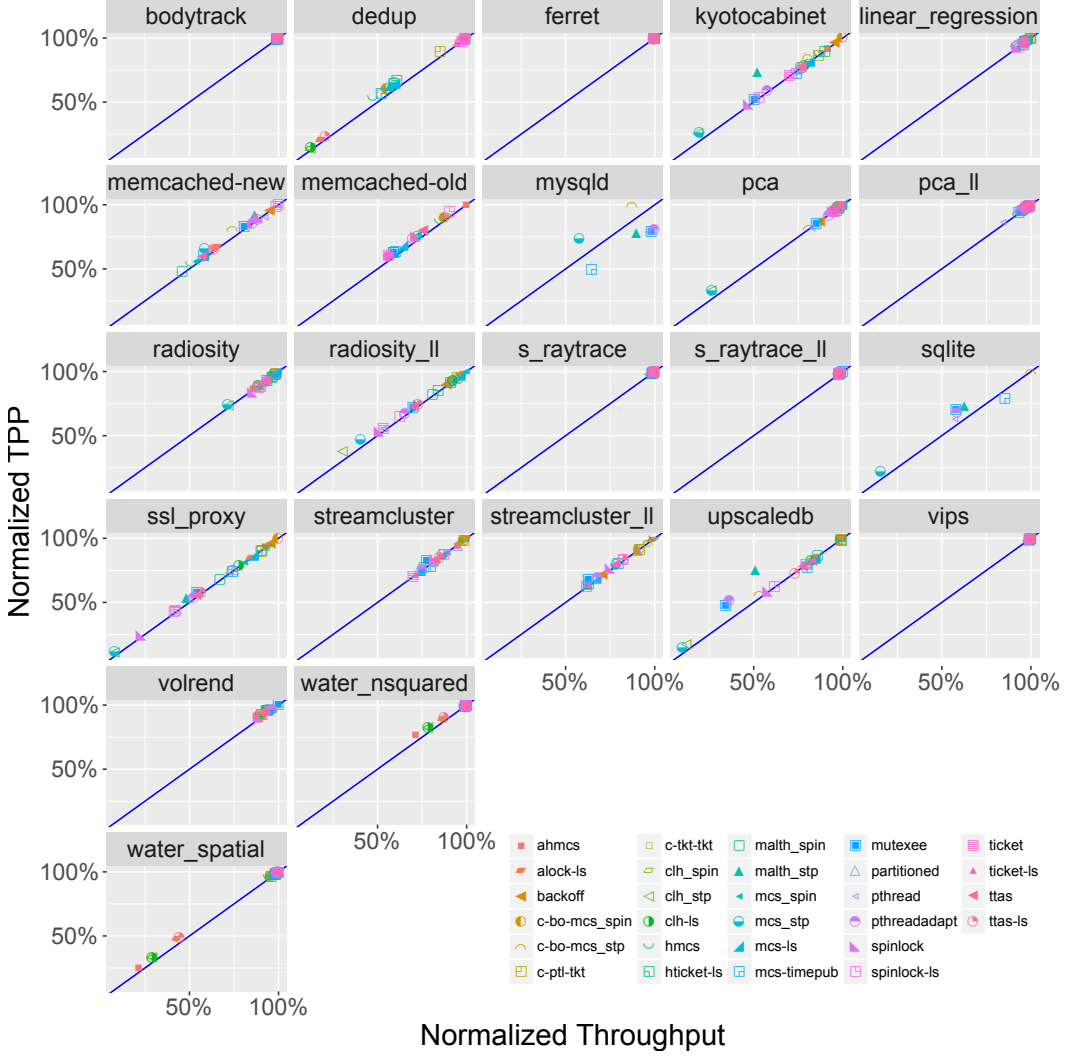 bodytrack dedup ferret kyotocabinet linear_regression
100%
50%
memcached-new memcached-old mysqld pca pca_ll
100%
50%
radiosity radiosity_ll s_raytrace s_raytrace_ll sqlite
100%
50%
ssl_proxy streamcluster streamcluster_ll upscaledb vips
100%
50%
50% 100% 50% 100% 50% 100%
volrend water_nsquared
100%
50%
50% 100%
water_spatial
100%
50%
50% 100%
Normalized TPP
Normalized Throughput
ahmcs c-tkt-tkt malth_spin mutexee ticket
alock-ls clh_spin malth_stp partitioned ticket-ls
backoff clh_stp mcs_spin pthread ttas
c-bo-mcs_spin clh-ls mcs_stp pthreadadapt ttas-ls
c-bo-mcs_stp hmcs mcs-ls spinlock
c-ptl-tkt hticket-ls mcs-timepub spinlock-ls